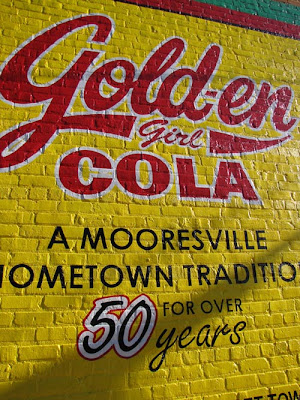 Gold-en
Girl
COLA
A MOORESVILLE
HOMETOWN TRADITION
FOR OVER
50 years